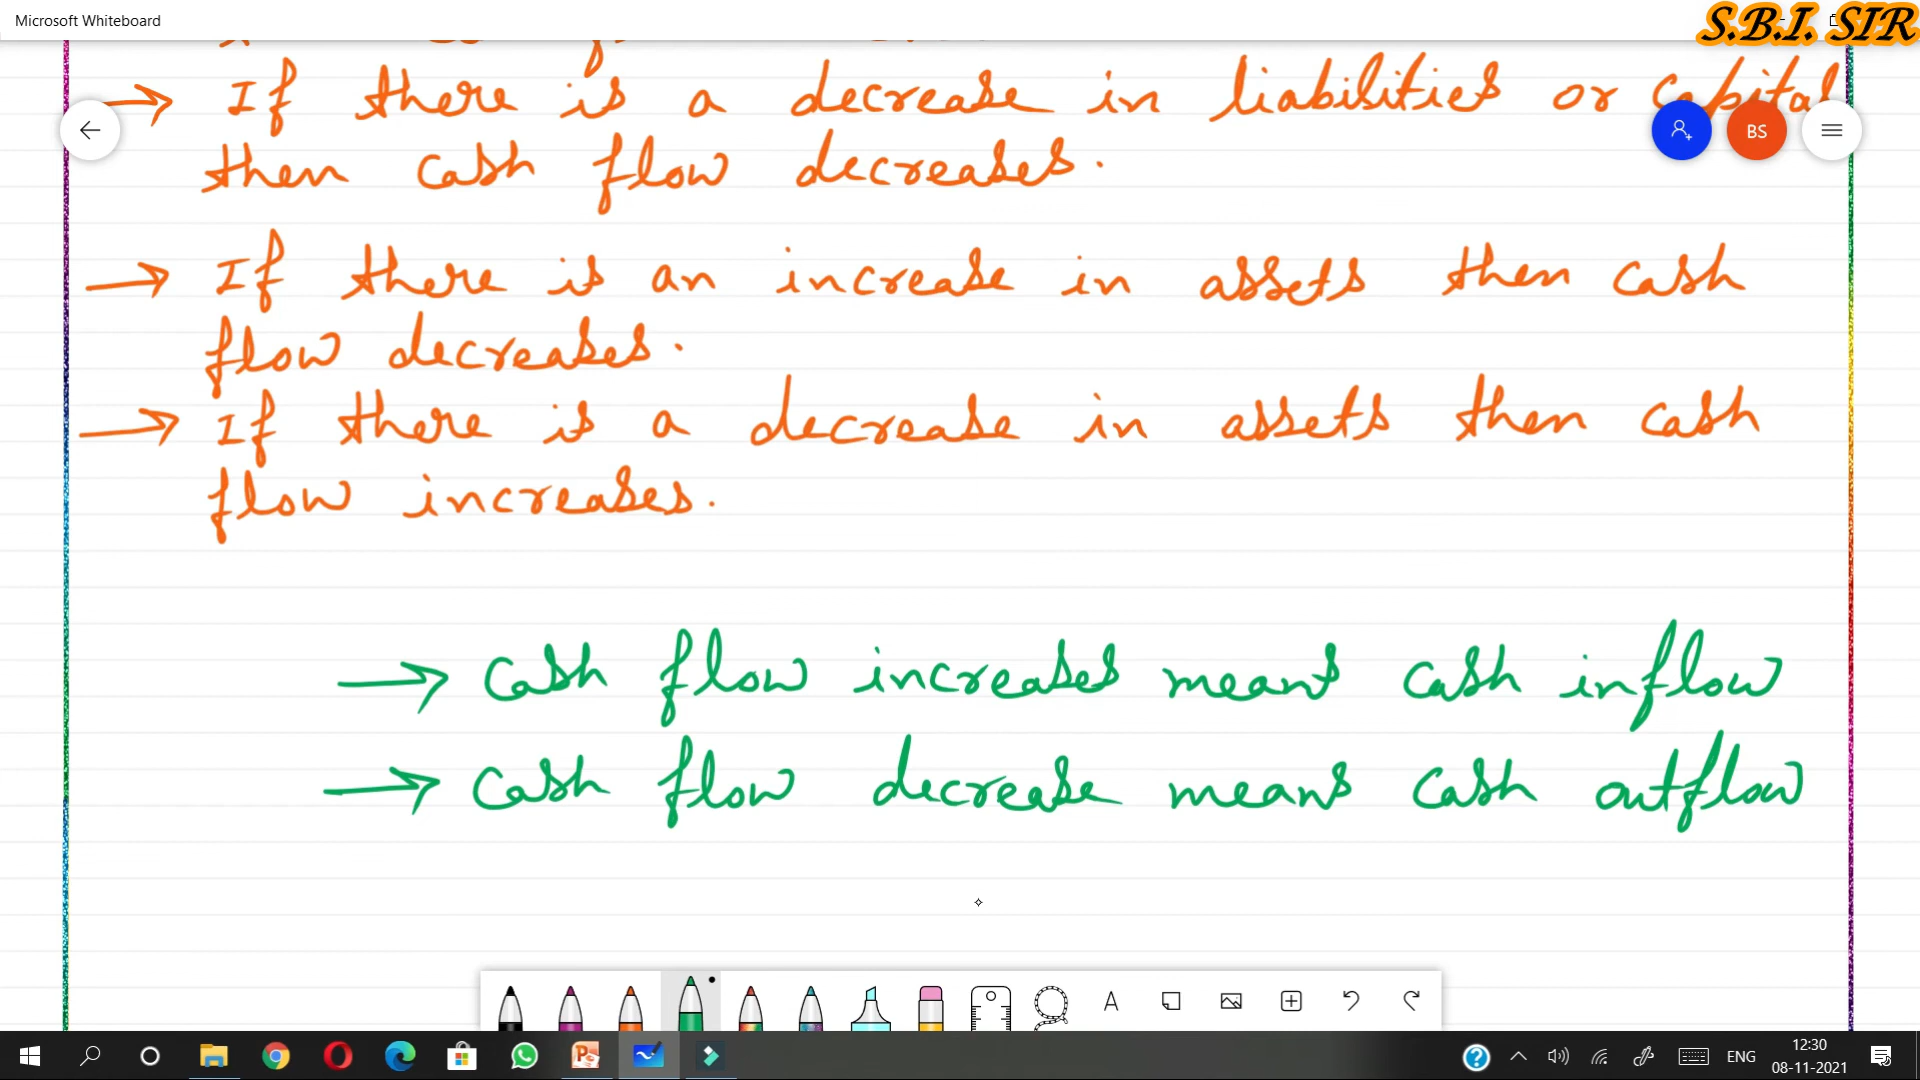 Microsoft Whiteboard
S.B.I. SIR
→ If there is a decrease in liabilities or capital
then cash flow decreases.
BS
→ If there is an increase in assets then cash
flow decreases.
→ If there is a decrease in assets then cash
flow increases.
→ cash flow increases means cash inflow
→ cash flow decrease means cash outflow
A
ENG
12:30
08-11-2021